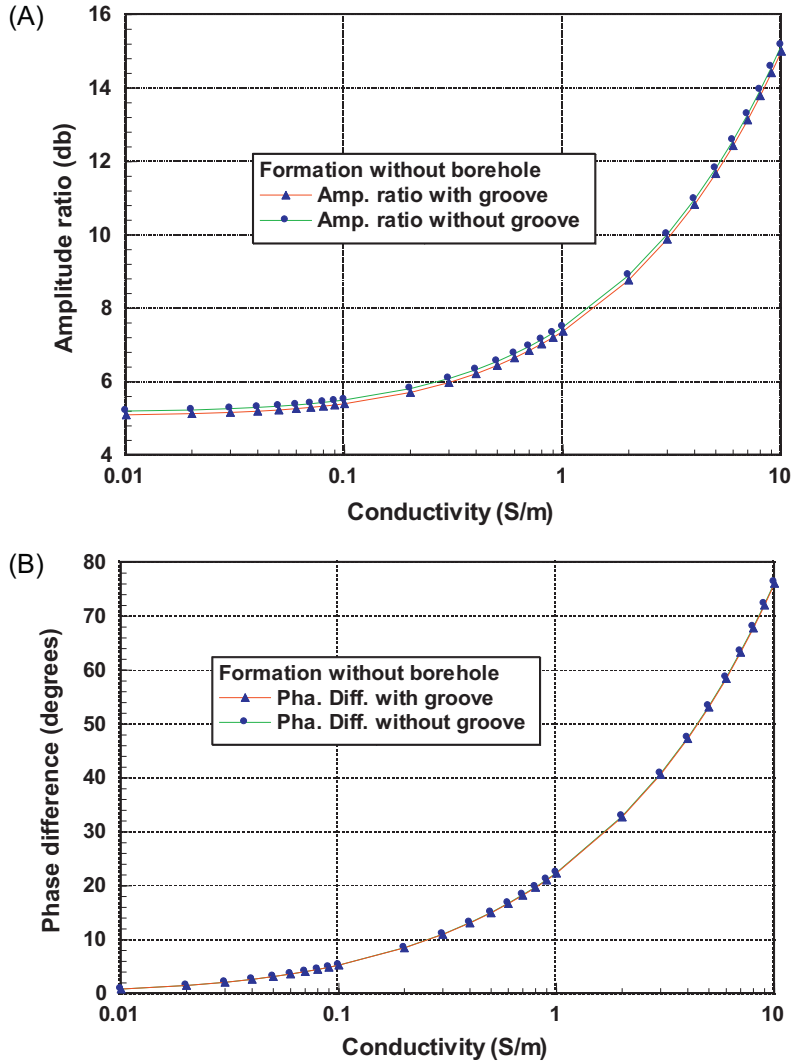 (A)
16
14
12
10
8
6
4
Amplitude ratio (db)
Formation without borehole
Amp. ratio with groove
Amp. ratio without groove
0.01
0.1
1
10
Conductivity (S/m)
(B)
80
70
60
50
40
30
20
10
0
Phase difference (degrees)
Formation without borehole
Pha. Diff. with groove
Pha. Diff. without groove
0.01
0.1
1
10
Conductivity (S/m)